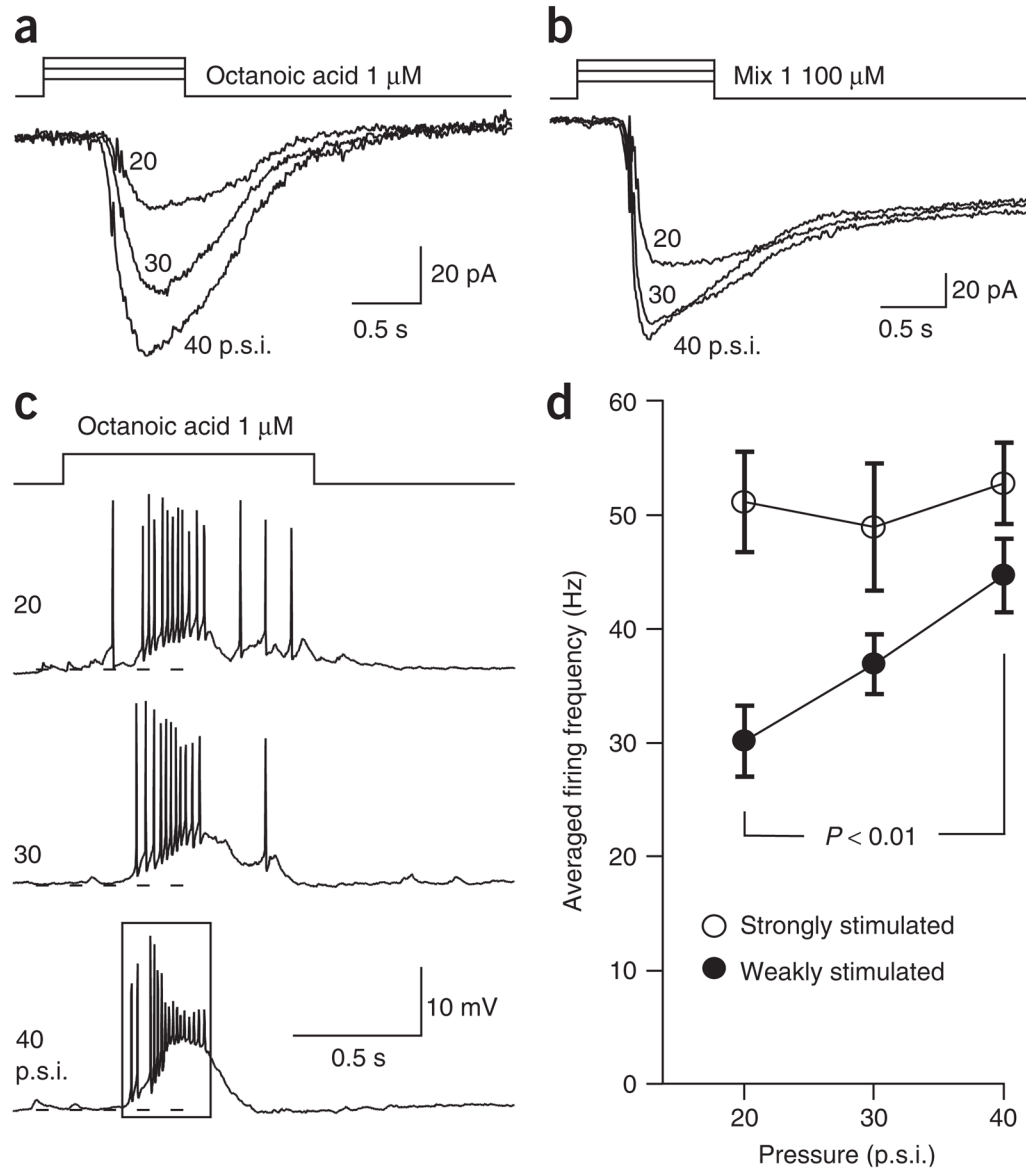 a
Octanoic acid 1 μM
20
30
40 p.s.i.
20 pA
0.5 s
b
Mix 1 100 μM
20
30
40 p.s.i.
20 pA
0.5 s
c
Octanoic acid 1 μM
20
30
40
p.s.i.
10 mV
0.5 s
d
Averaged firing frequency (Hz)
60
50
40
30
20
10
0
P < 0.01
Strongly stimulated
Weakly stimulated
20 30 40
Pressure (p.s.i.)